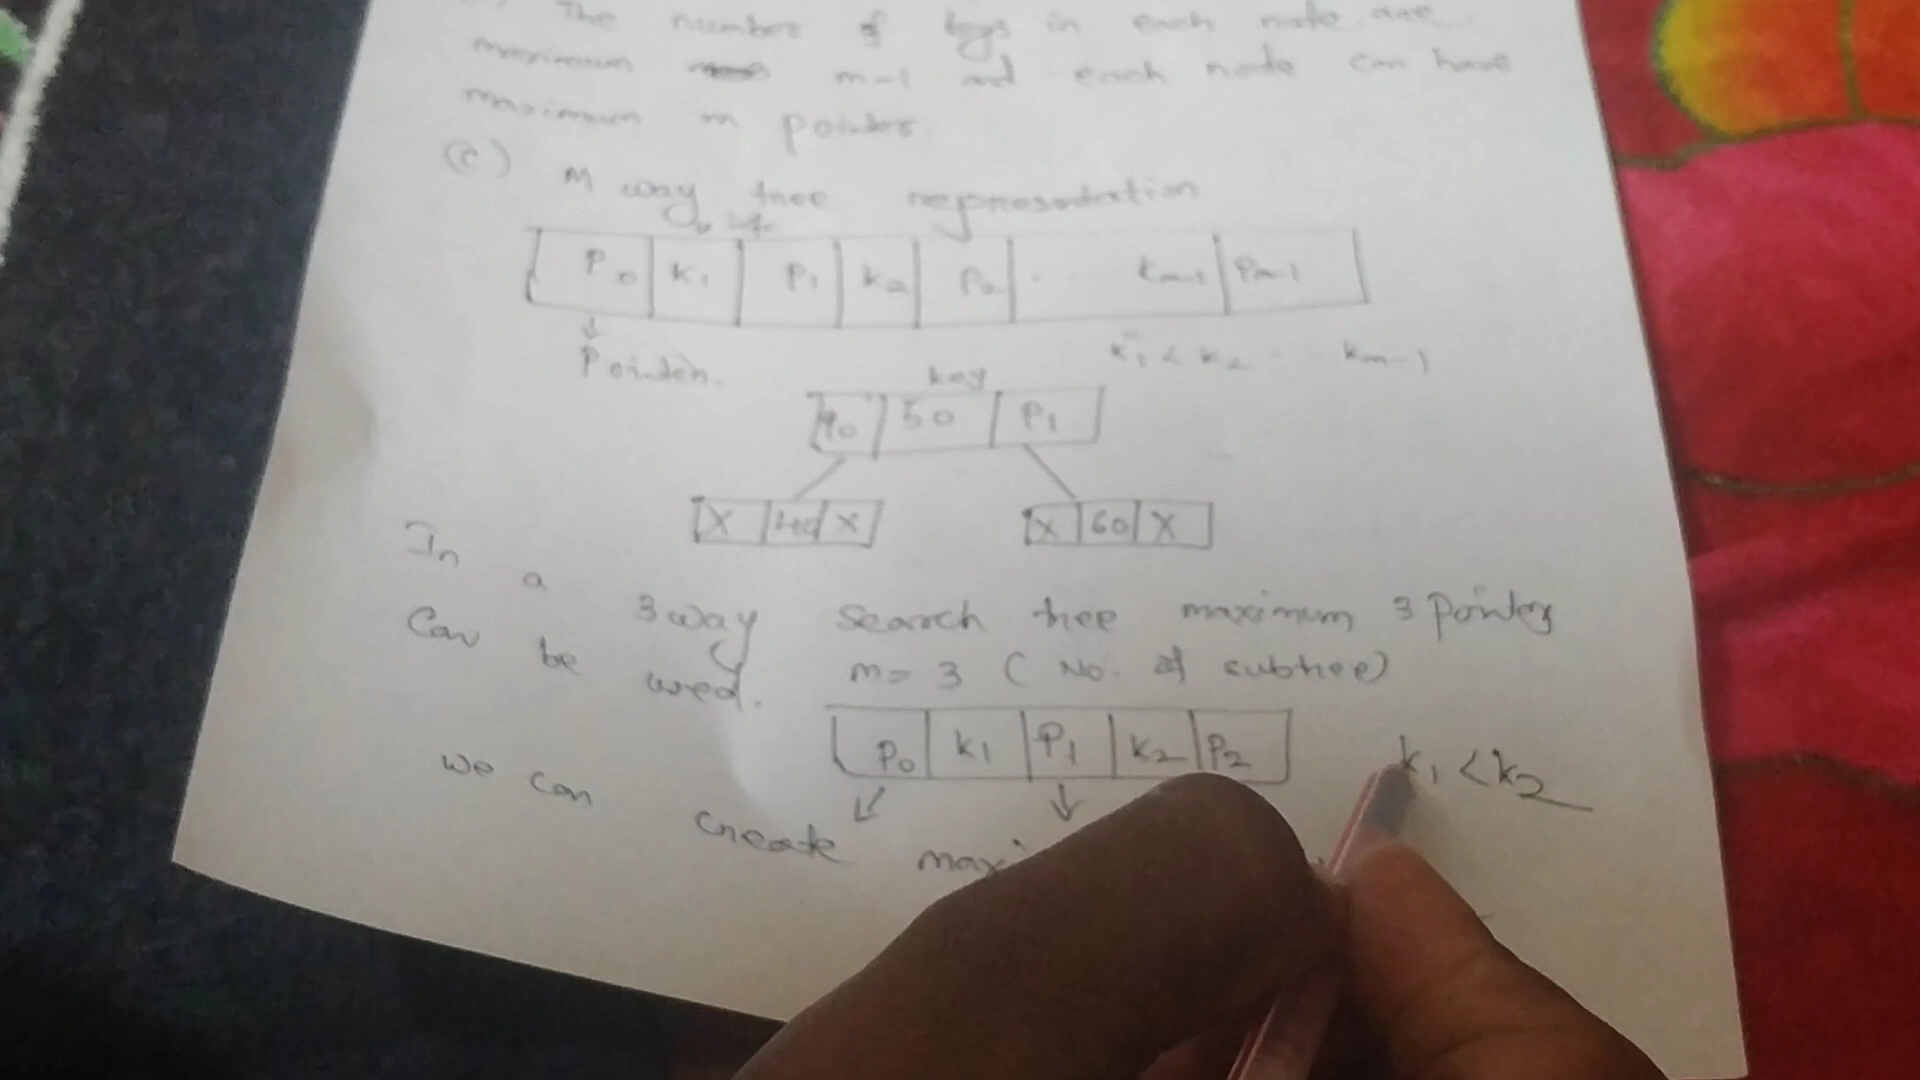 The number of keys in each node are
maximum m-1 and each node can have
maximum m pointers
(c) M way tree representation
P0 K1 P1 K2 P2 . . . Km-1 Pm-1
Pointer. K1 < K2 . . . Km-1
key
P0 50 P1
X 40 X X 60 X
In a 3 way search tree maximum 3 pointers
can be used. m = 3 ( No. of subtree)
P0 K1 P1 K2 P2 K1 < K2
we can create